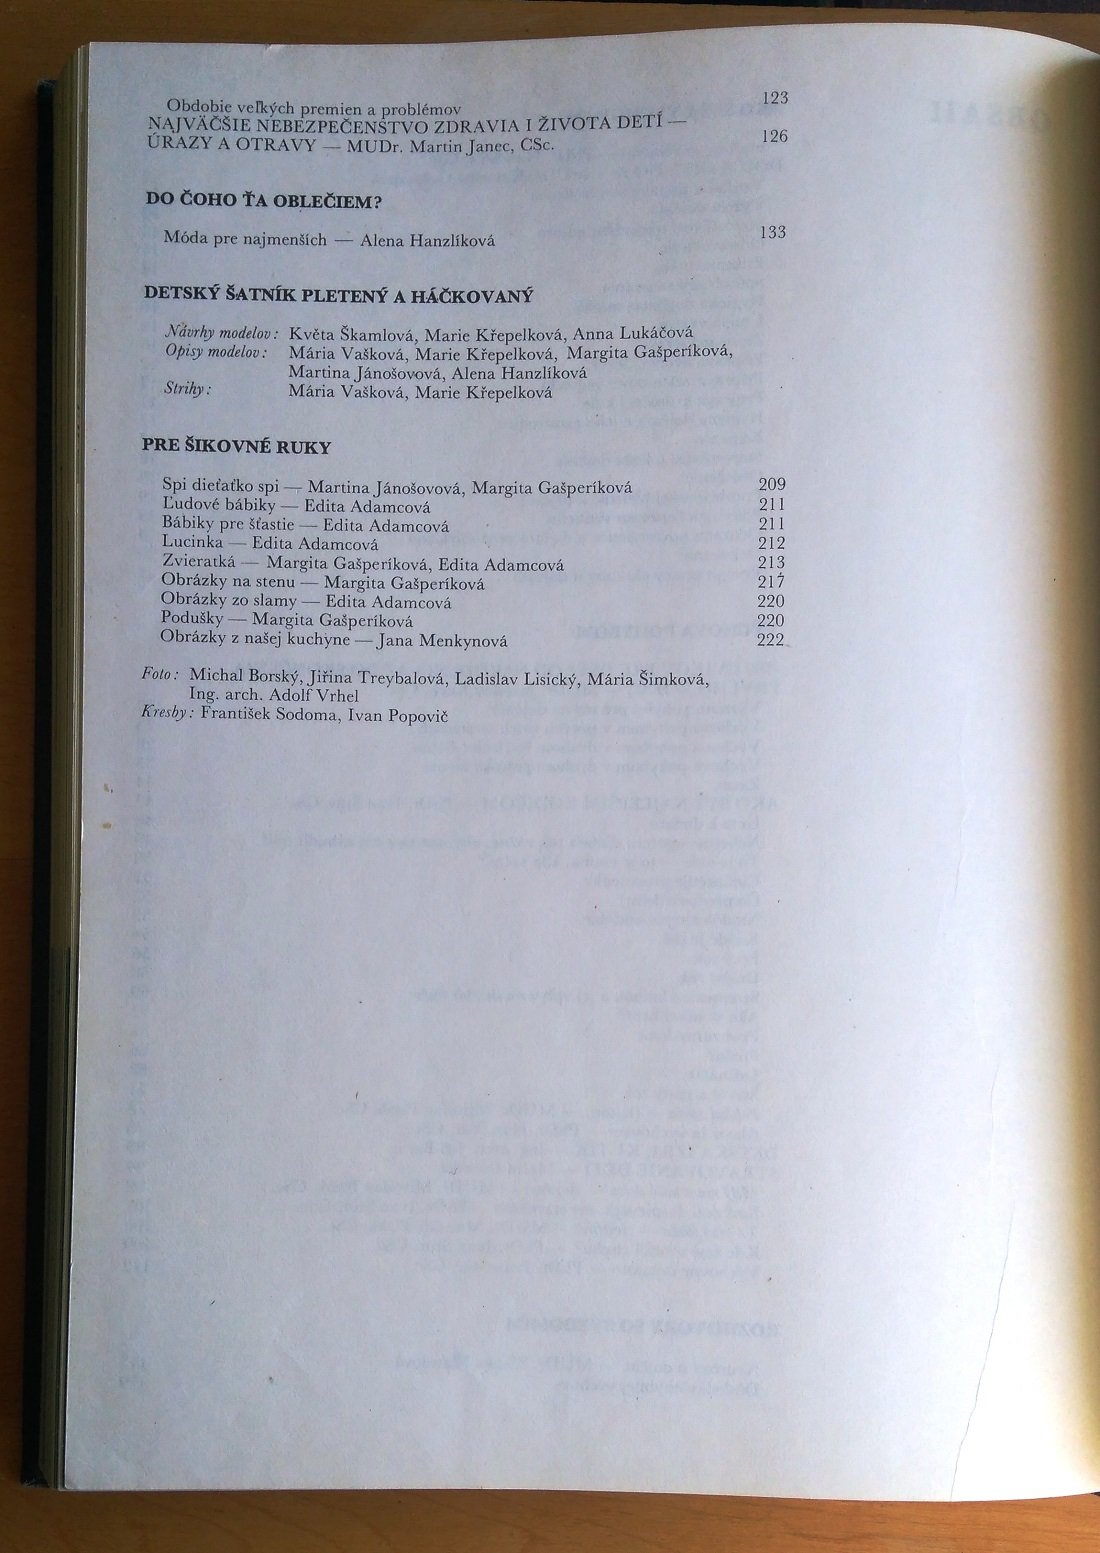 Obdobie veľkých premien a problémov 123
NAJVÄČŠIE NEBEZPEČENSTVO ZDRAVIA I ŽIVOTA DETÍ —
ÚRAZY A OTRAVY — MUDr. Martin Janec, CSc. 126
DO ČOHO ŤA OBLEČIEM?
Móda pre najmenších — Alena Hanzlíková 133
DETSKÝ ŠATNÍK PLETENÝ A HÁČKOVANÝ
Návrhy modelov: Květa Škamlová, Marie Křepelková, Anna Lukáčová
Opisy modelov: Mária Vašková, Marie Křepelková, Margita Gašperíková,
Martina Jánošovová, Alena Hanzlíková
Strihy: Mária Vašková, Marie Křepelková
PRE ŠIKOVNÉ RUKY
Spi dieťaťko spi — Martina Jánošovová, Margita Gašperíková 209
Ľudové bábiky — Edita Adamcová 211
Bábiky pre šťastie — Edita Adamcová 211
Lucinka — Edita Adamcová 212
Zvieratká — Margita Gašperíková, Edita Adamcová 213
Obrázky na stenu — Margita Gašperíková 217
Obrázky zo slamy — Edita Adamcová 220
Podušky — Margita Gašperíková 220
Obrázky z našej kuchyne — Jana Menkynová 222
Foto: Michal Borský, Jiřina Treybalová, Ladislav Lisický, Mária Šimková,
Ing. arch. Adolf Vrhel
Kresby: František Sodoma, Ivan Popovič